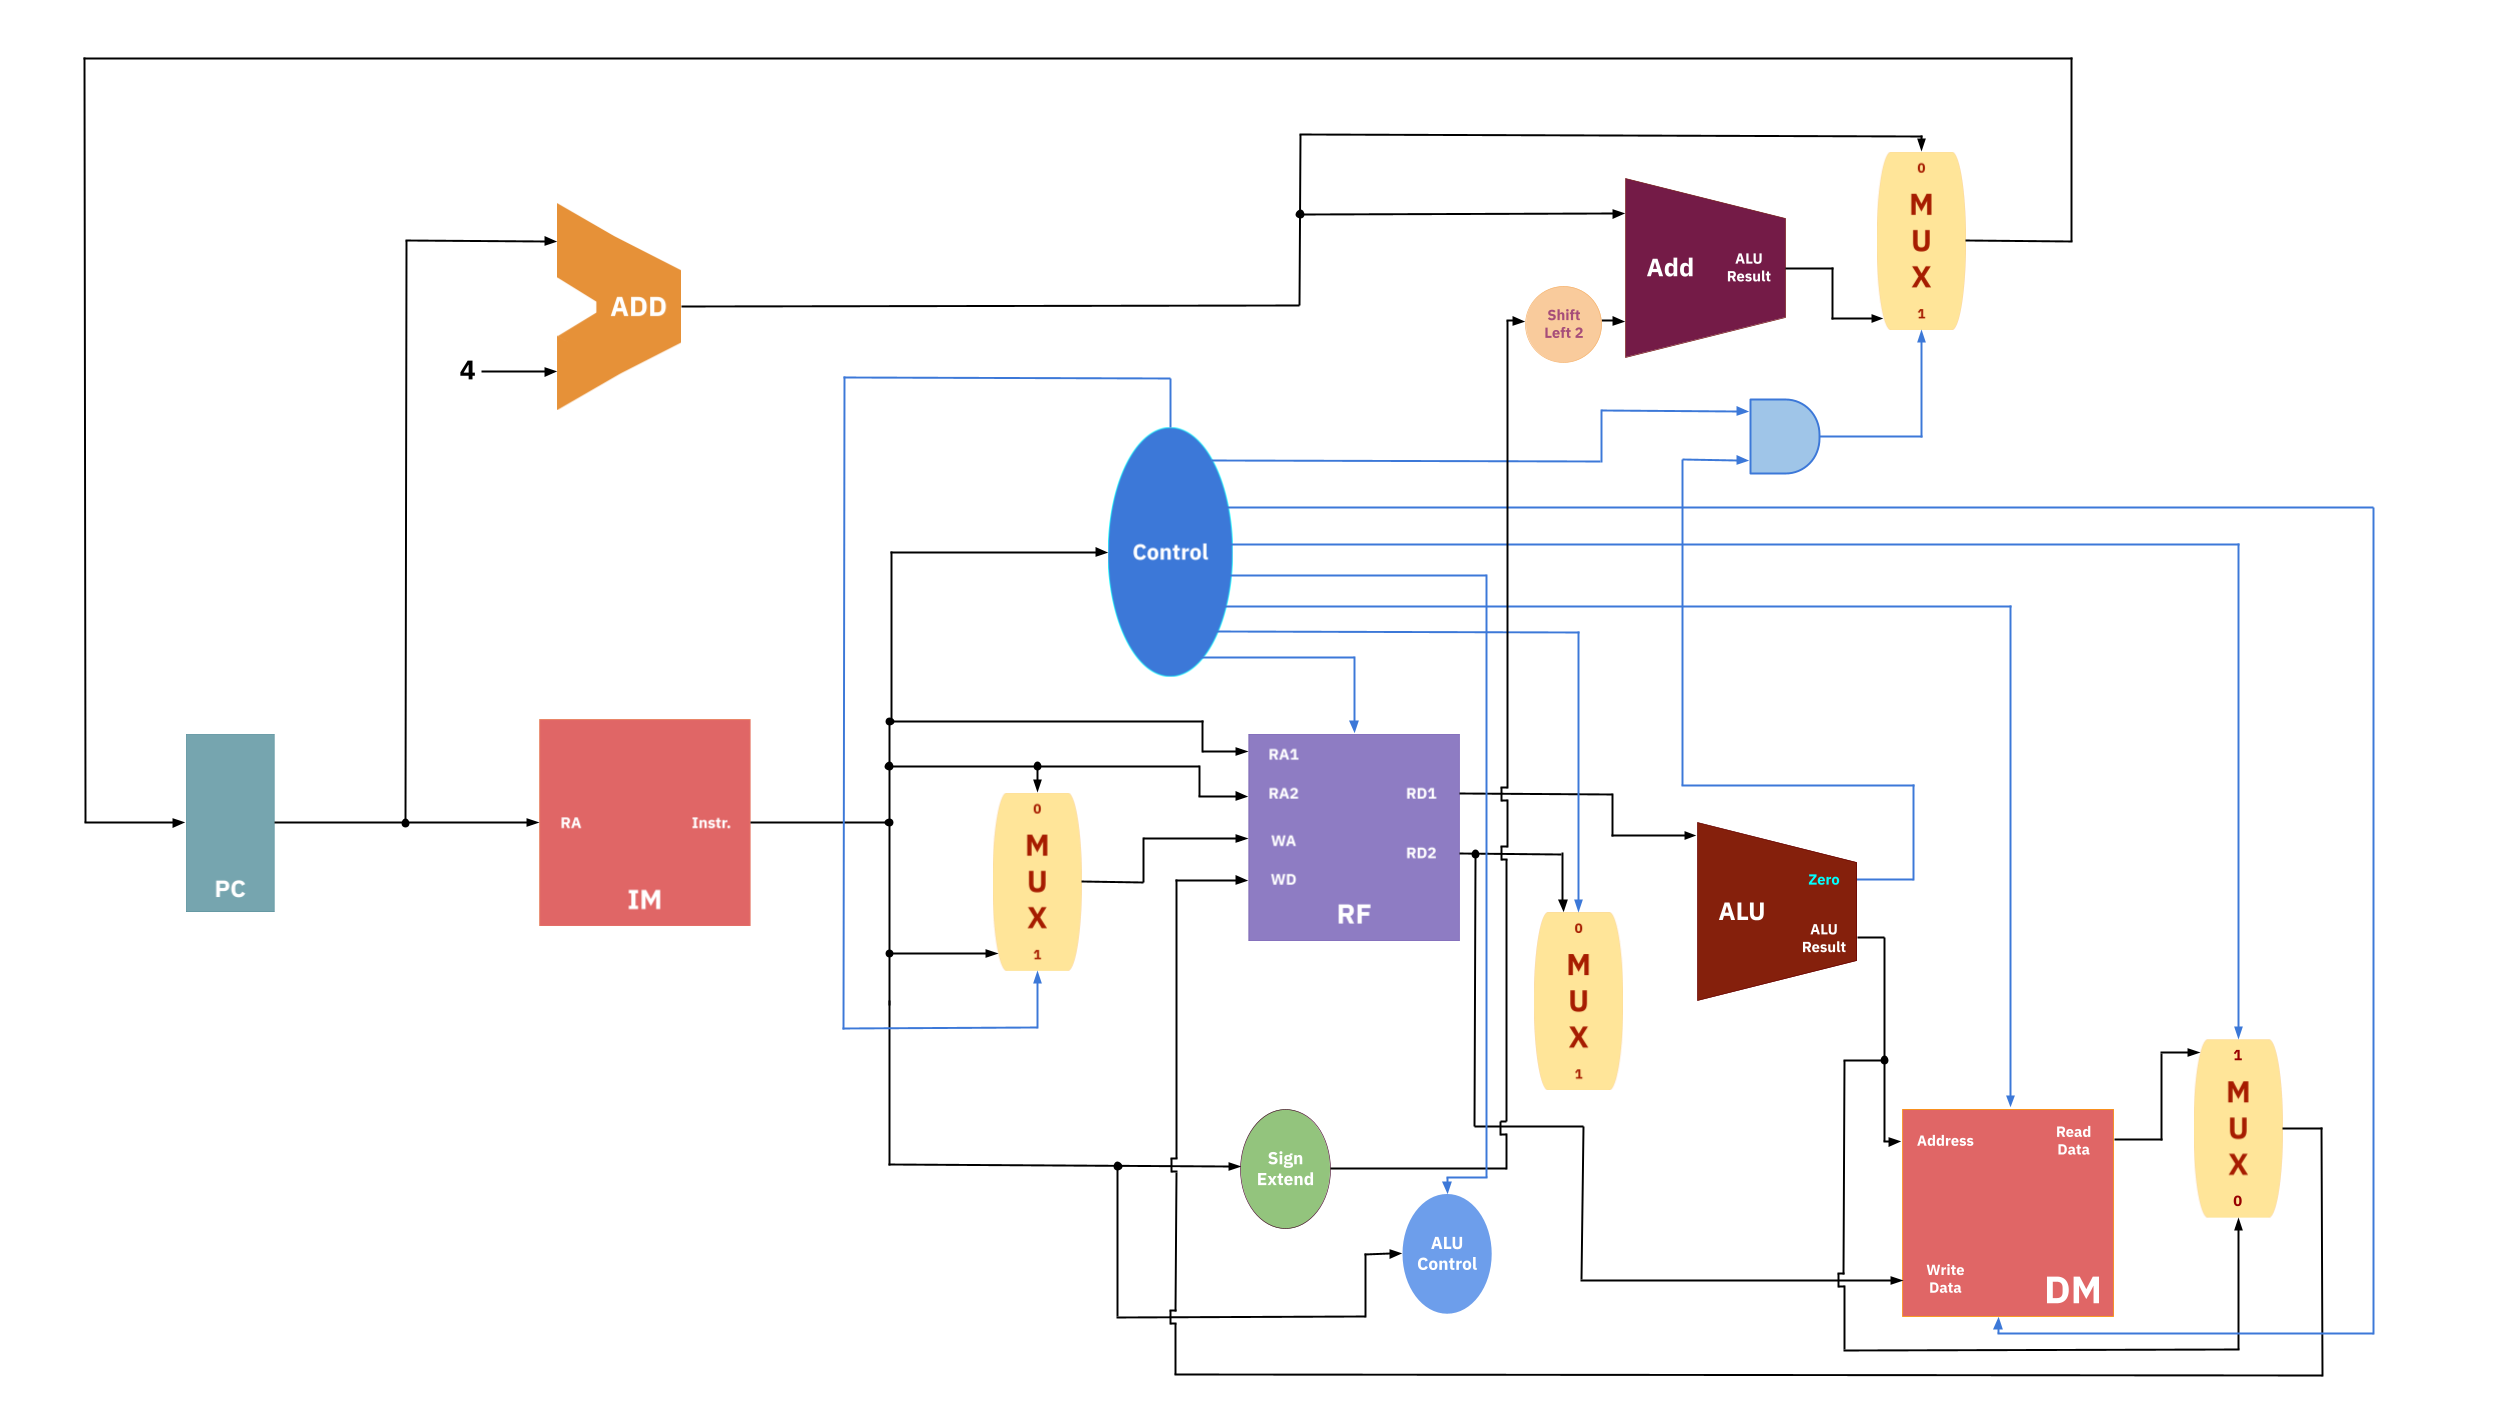 0
M
U
X
1
Add
ALU
Result
ADD
Shift
Left 2
4
Control
PC
RA
Instr.
IM
0
M
U
X
1
RA1
RA2
WA
WD
RD1
RD2
RF
0
M
U
X
1
Zero
ALU
ALU
Result
Sign
Extend
ALU
Control
Address
Read
Data
Write
Data
DM
1
M
U
X
0